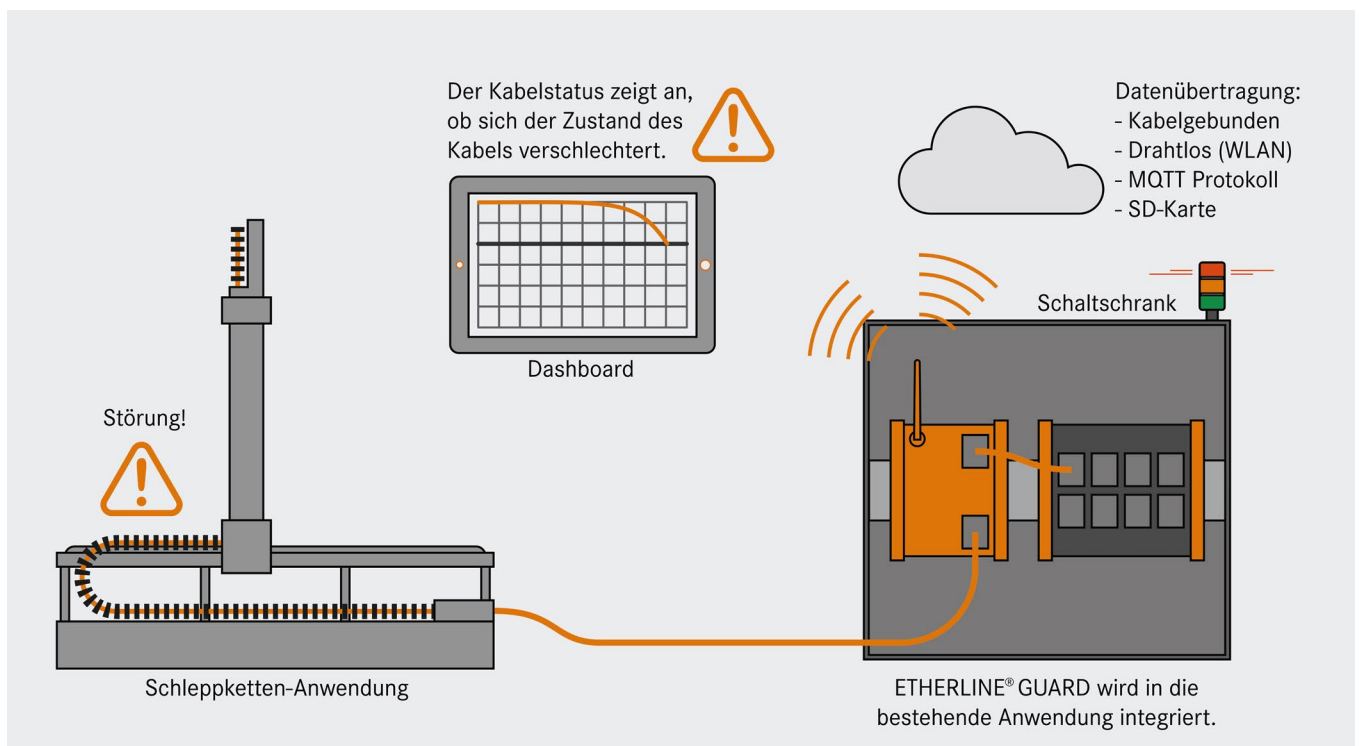 Der Kabelstatus zeigt an,
ob sich der Zustand des
Kabels verschlechtert.
Dashboard
Datenübertragung:
- Kabelgebunden
- Drahtlos (WLAN)
- MQTT Protokoll
- SD-Karte
Schaltschrank
Störung!
Schleppketten-Anwendung
ETHERLINE® GUARD wird in die
bestehende Anwendung integriert.